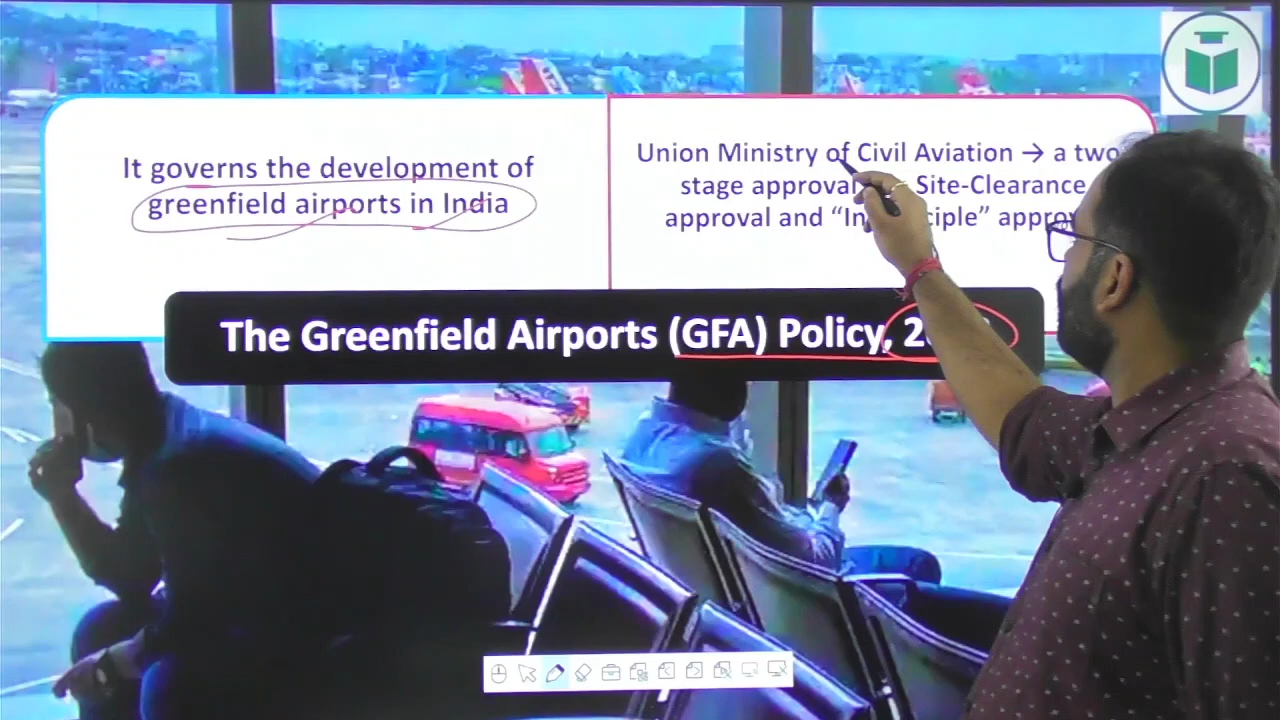 It governs the development of
greenfield airports in India
Union Ministry of Civil Aviation → a two
stage approval Site-Clearance
approval and “In ciple” appro
The Greenfield Airports (GFA) Policy, 2